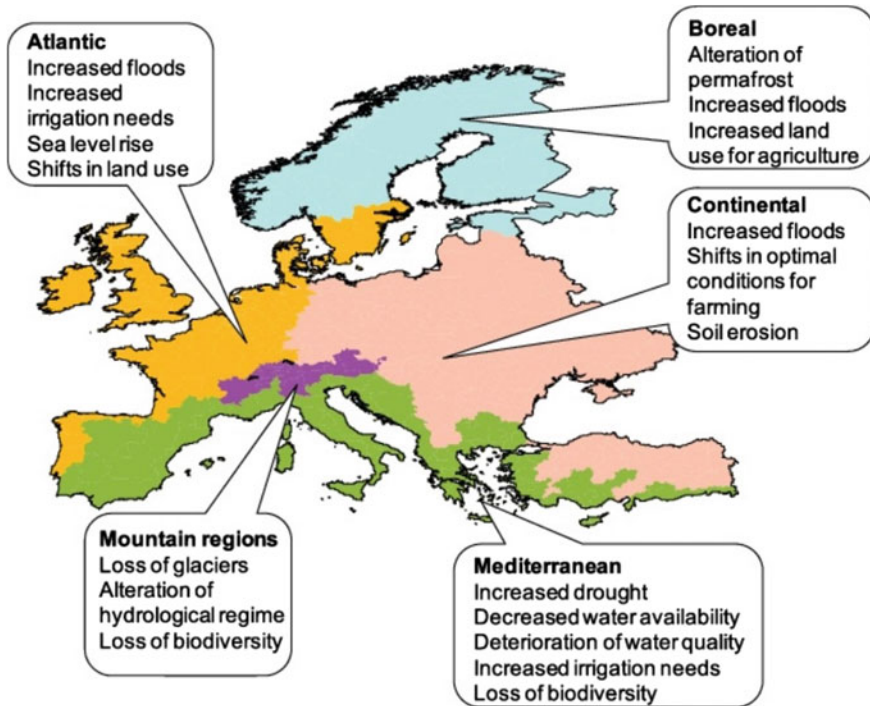 Atlantic
Increased floods
Increased
irrigation needs
Sea level rise
Shifts in land use
Boreal
Alteration of
permafrost
Increased floods
Increased land
use for agriculture
Continental
Increased floods
Shifts in optimal
conditions for
farming
Soil erosion
Mountain regions
Loss of glaciers
Alteration of
hydrological regime
Loss of biodiversity
Mediterranean
Increased drought
Decreased water availability
Deterioration of water quality
Increased irrigation needs
Loss of biodiversity